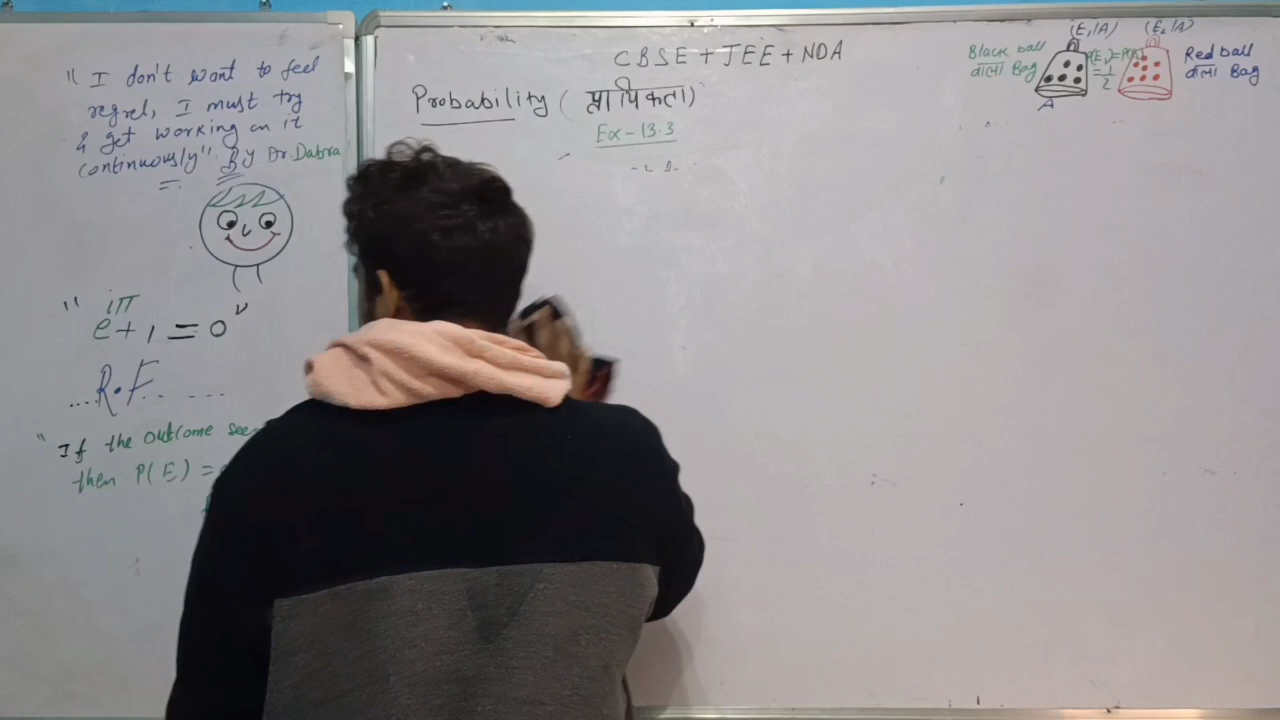 " I don't want to feel
regret, I must try
& get working on it
continuously" By Dr Dabra
"e^iπ + 1 = 0"
....R.F.. ...
"If the outcome
then P(E) =
CBSE + JEE + NDA
Probability (प्रायिकता)
Ex - 13.3
Black ball
वाला Bag
(E₁/A)
P(E₁)=P(
= 1/2
A
(E₂/A)
Red ball
वाला Bag